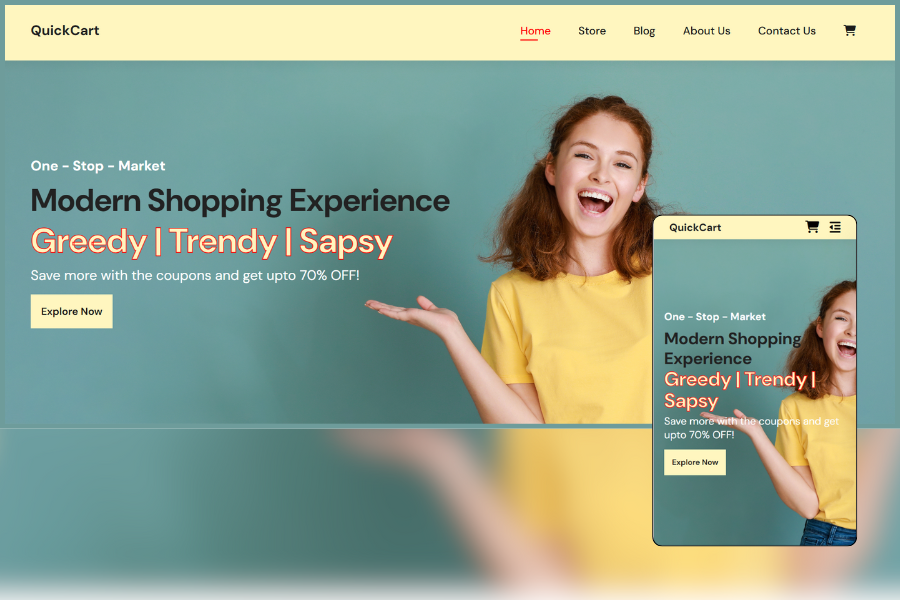 QuickCart
Home Store Blog About Us Contact Us
One - Stop - Market
Modern Shopping Experience
Greedy | Trendy | Sapsy
Save more with the coupons and get upto 70% OFF!
Explore Now
QuickCart
One - Stop - Market
Modern Shopping
Experience
Greedy | Trendy |
Sapsy
Save more with the coupons and get
upto 70% OFF!
Explore Now